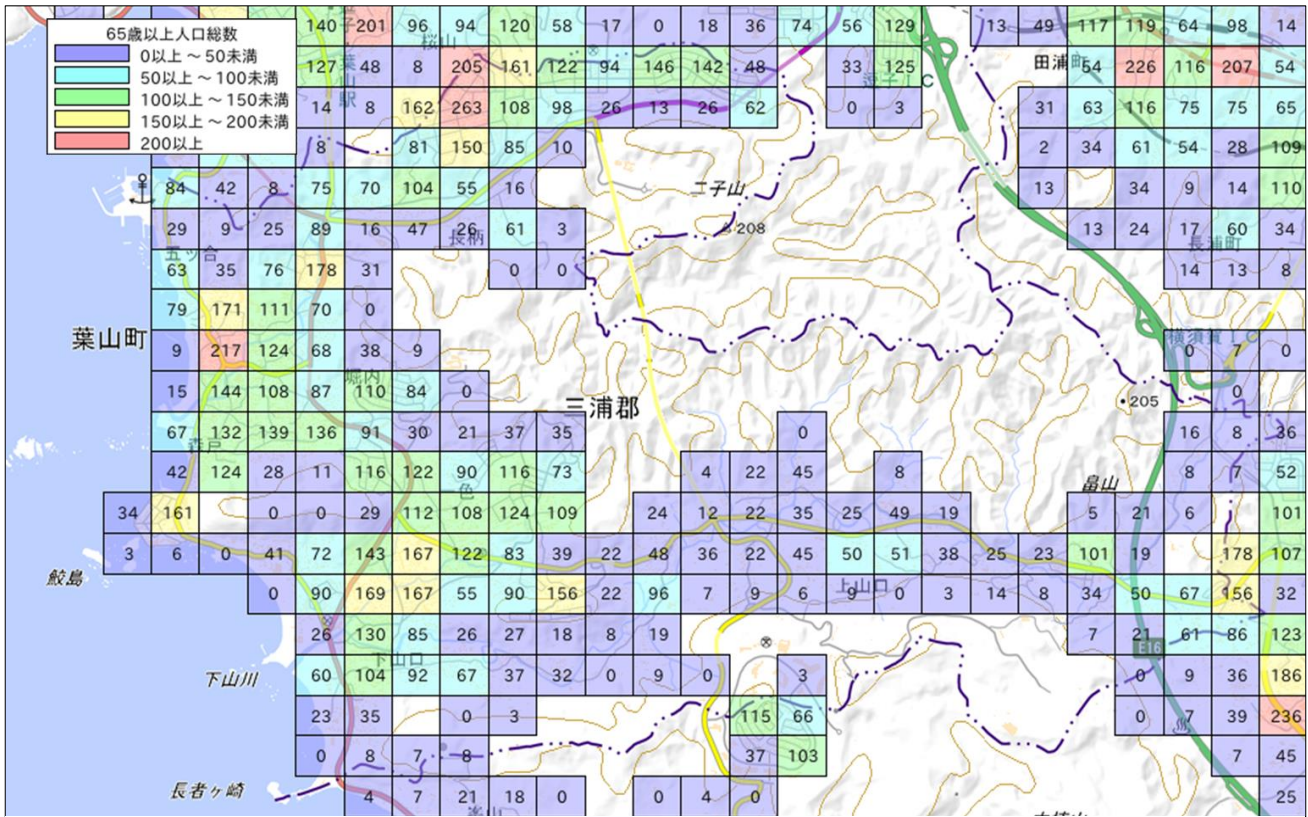 65歳以上人口総数
0以上～50未満
50以上～100未満
100以上～150未満
150以上～200未満
200以上
140 201 96 94 120 58 17 0 18 36 74 56 129 13 49 117 119 64 98 14
桜山
127 48 8 205 161 122 94 146 142 48 33 125 田浦町 54 226 116 207 54
逗子IC
14 8 162 263 108 98 26 13 26 62 0 3 31 63 116 75 75 65
8 81 150 85 10 2 34 61 54 28 109
84 42 8 75 70 104 55 16 二子山 13 34 9 14 110
29 9 25 89 16 47 26 61 3 208 13 24 17 60 34
長柄 長浦町
五ツ合
63 35 76 178 31 0 0 14 13 8
79 171 111 70 0
葉山町
9 217 124 68 38 9 0 7 0
横須賀IC
堀内
15 144 108 87 110 84 0 0
三浦郡 205
67 132 139 136 91 30 21 37 35 0 16 8 36
森戸
42 124 28 11 116 122 90 116 73 4 22 45 8 8 7 52
畠山
一色
34 161 0 0 29 112 108 124 109 24 12 22 35 25 49 19 5 21 6 101
3 6 0 41 72 143 167 122 83 39 22 48 36 22 45 50 51 38 25 23 101 19 178 107
鮫島
上山口
0 90 169 167 55 90 156 22 96 7 9 6 9 0 3 14 8 34 50 67 156 32
26 130 85 26 27 18 8 19 7 21 61 86 123
E16
下山口
下山川
60 104 92 67 37 32 0 9 0 3 0 9 36 186
23 35 0 3 115 66 0 7 39 236
0 8 7 8 37 103 7 45
長者ヶ崎
4 7 21 18 0 0 4 0 25